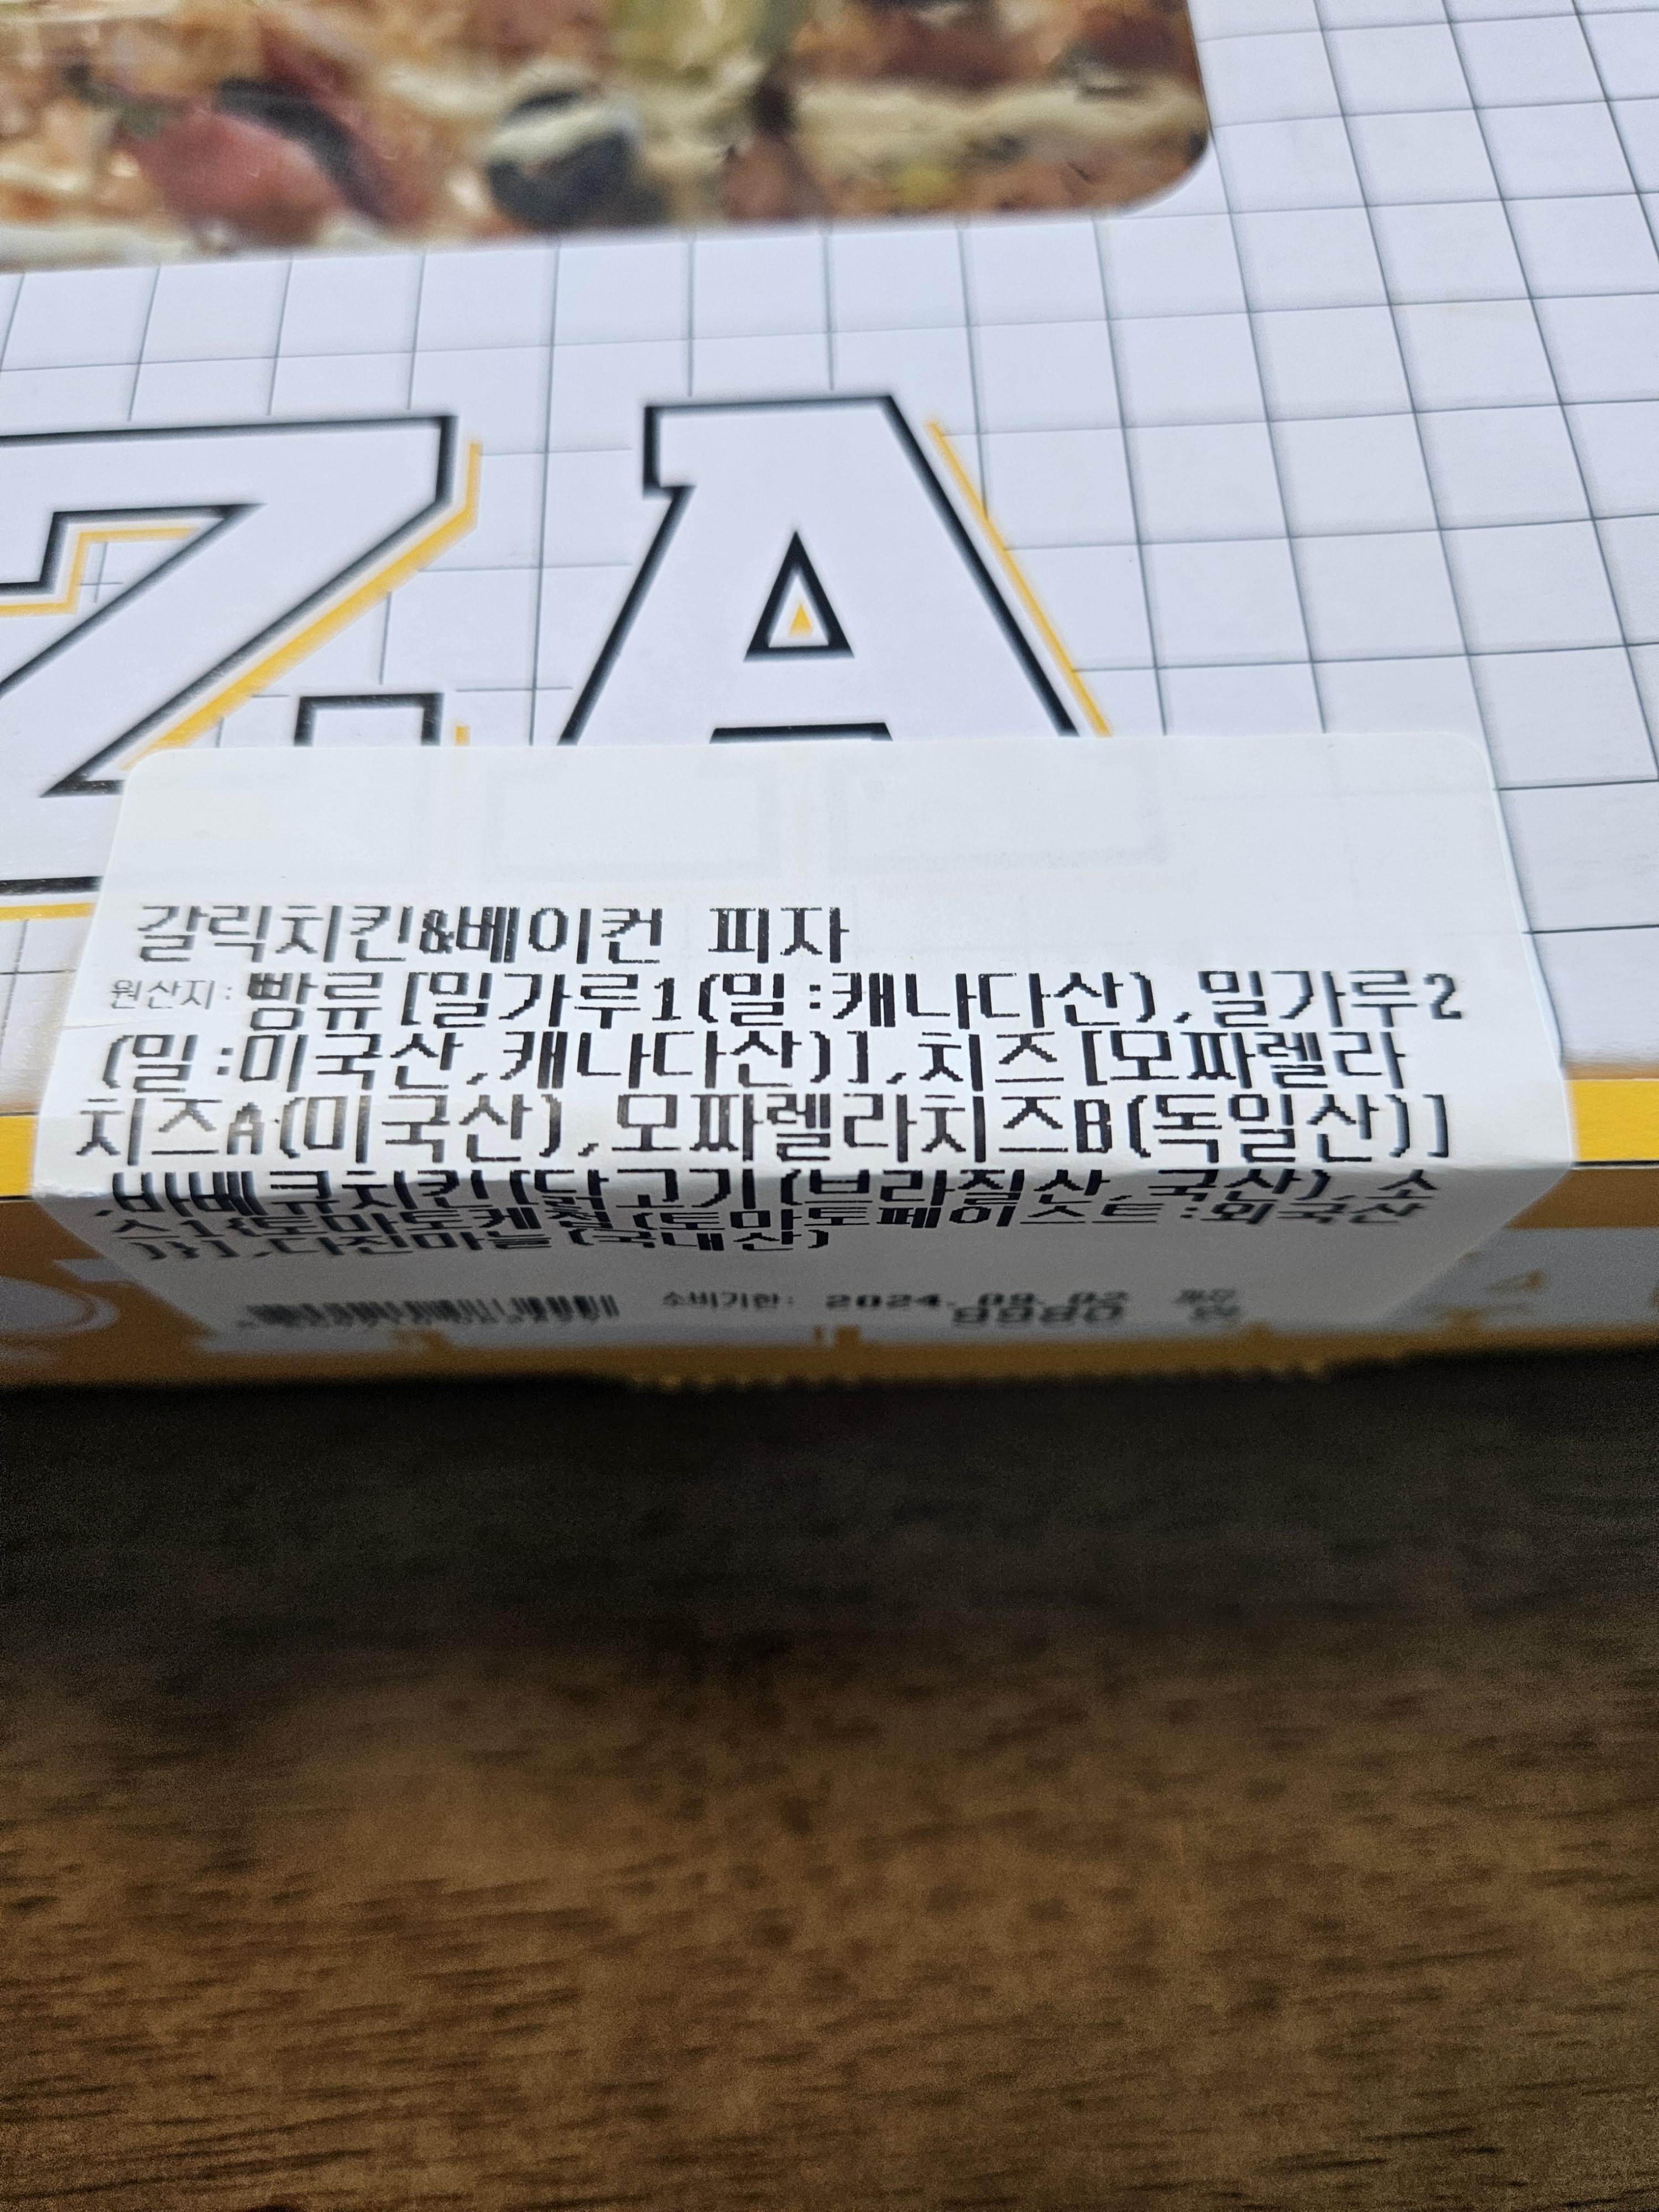 ZA
갈릭치킨&베이컨 피자
원산지: 빵류[밀가루1(밀:캐나다산),밀가루2
(밀:미국산,캐나다산)],치즈[모짜렐라
치즈A(미국산),모짜렐라치즈B(독일산)]
,바베큐치킨[닭고기(브라질산,국산),소
스1{토마토케첩(토마토페이스트:외국산
)}],다진마늘(국내산)
소비기한: 2024.09.02